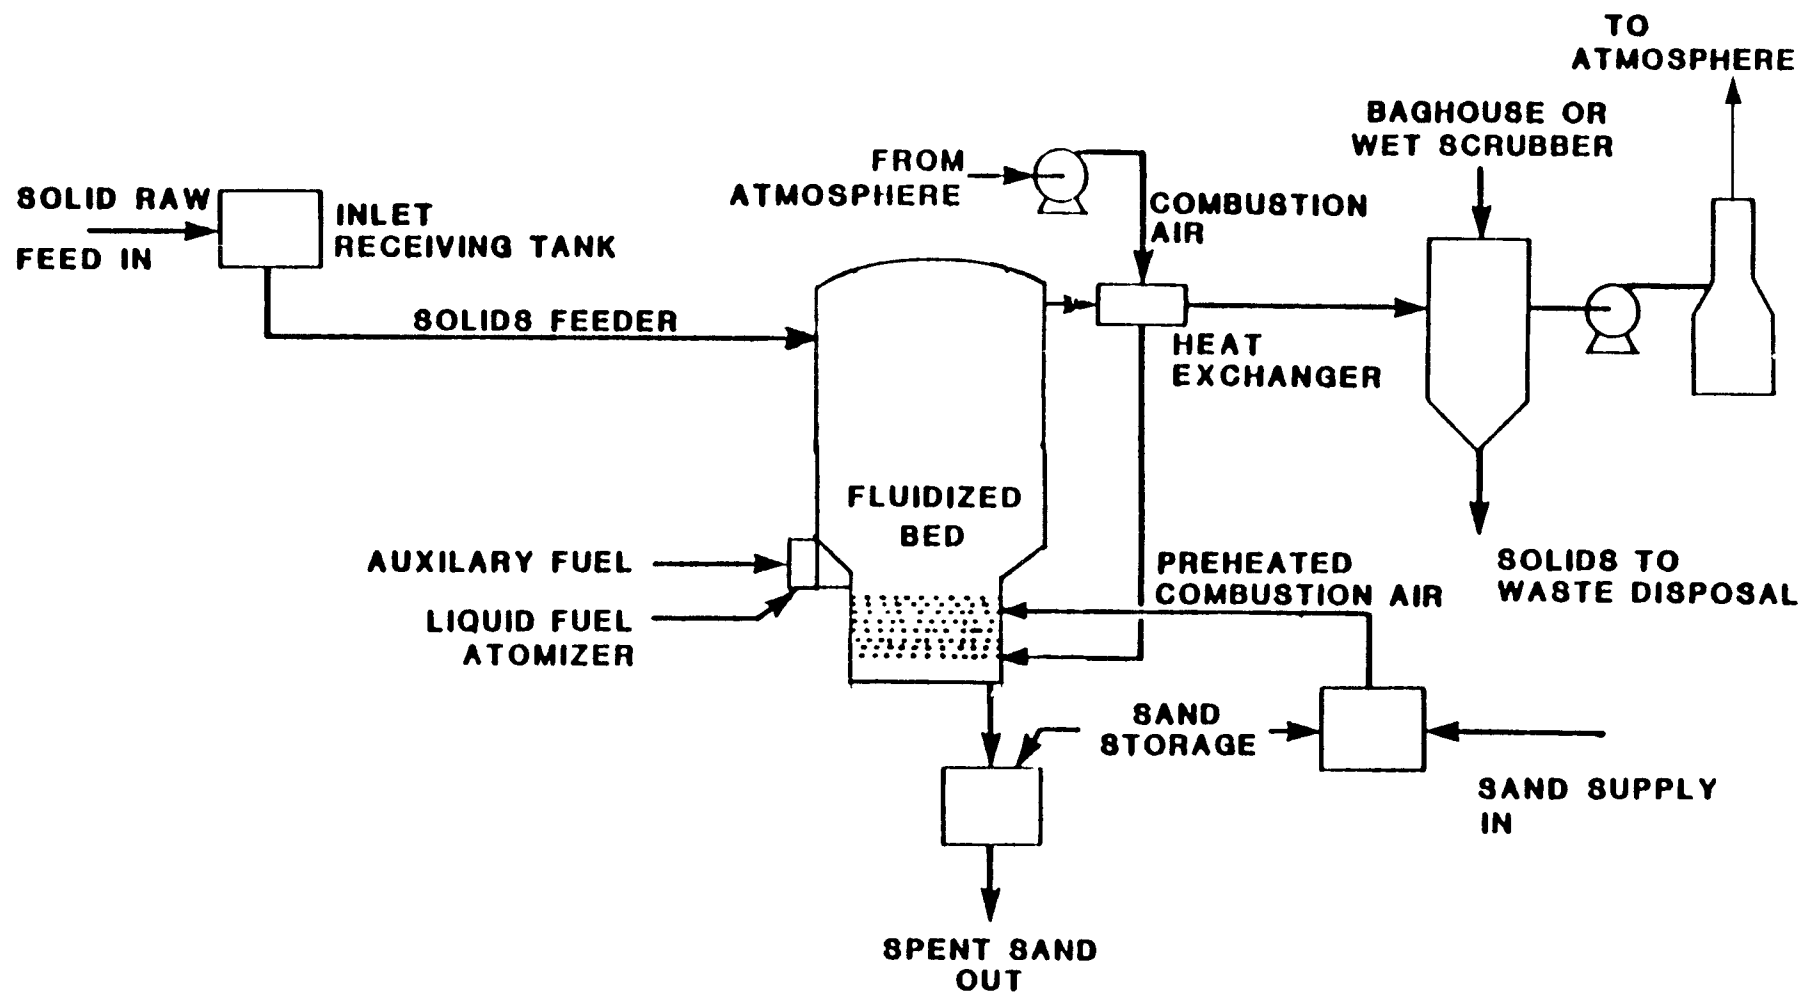 TO
ATMOSPHERE
BAGHOUSE OR
WET SCRUBBER
FROM
ATMOSPHERE
COMBUSTION
AIR
SOLID RAW
FEED IN
INLET
RECEIVING TANK
SOLIDS FEEDER
HEAT
EXCHANGER
FLUIDIZED
BED
AUXILARY FUEL
LIQUID FUEL
ATOMIZER
PREHEATED
COMBUSTION AIR
SOLIDS TO
WASTE DISPOSAL
SAND
STORAGE
SAND SUPPLY
IN
SPENT SAND
OUT